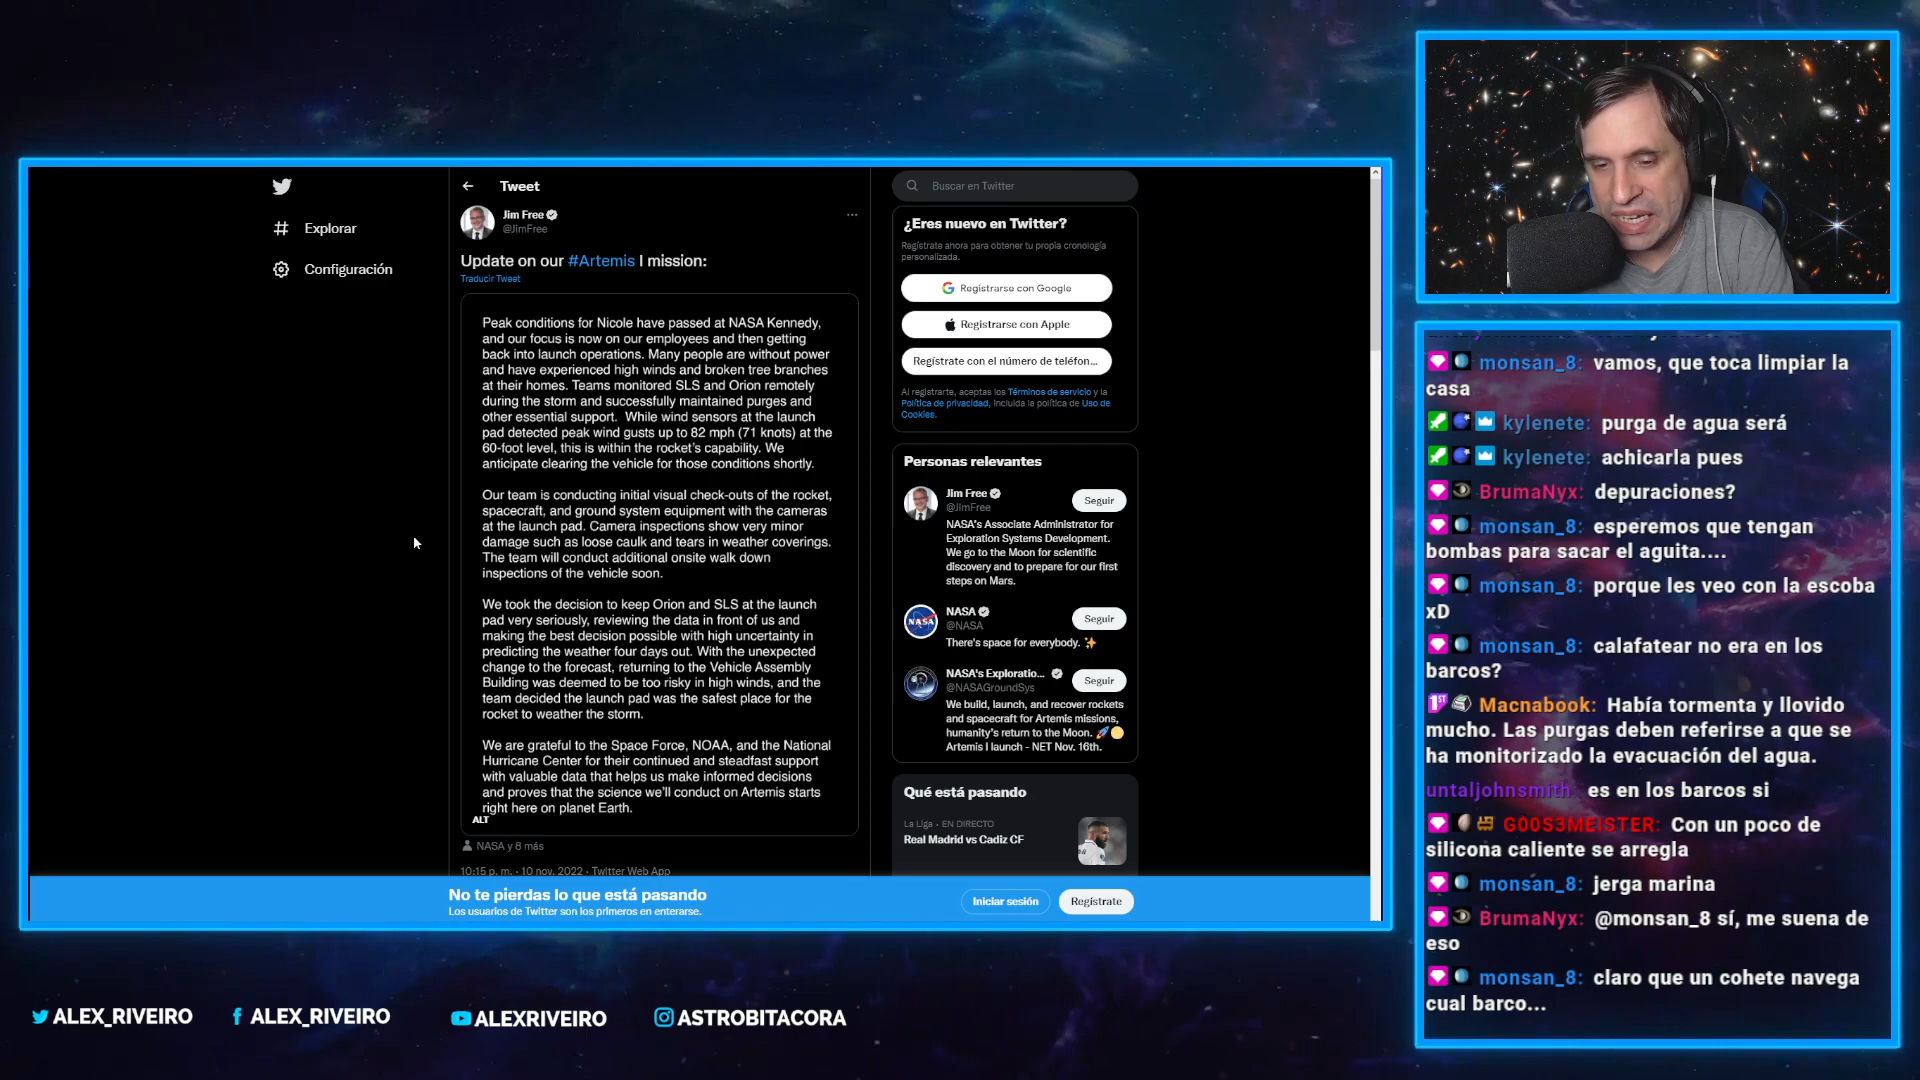 Tweet
Buscar en Twitter
Explorar
Configuración
Jim Free
@JimFree
Update on our #Artemis I mission:
Traducir Tweet
Peak conditions for Nicole have passed at NASA Kennedy,
and our focus is now on our employees and then getting
back into launch operations. Many people are without power
and have experienced high winds and broken tree branches
at their homes. Teams monitored SLS and Orion remotely
during the storm and successfully maintained purges and
other essential support.  While wind sensors at the launch
pad detected peak wind gusts up to 82 mph (71 knots) at the
60-foot level, this is within the rocket's capability. We
anticipate clearing the vehicle for those conditions shortly.
Our team is conducting initial visual check-outs of the rocket,
spacecraft, and ground system equipment with the cameras
at the launch pad. Camera inspections show very minor
damage such as loose caulk and tears in weather coverings.
The team will conduct additional onsite walk down
inspections of the vehicle soon.
We took the decision to keep Orion and SLS at the launch
pad very seriously, reviewing the data in front of us and
making the best decision possible with high uncertainty in
predicting the weather four days out. With the unexpected
change to the forecast, returning to the Vehicle Assembly
Building was deemed to be too risky in high winds, and the
team decided the launch pad was the safest place for the
rocket to weather the storm.
We are grateful to the Space Force, NOAA, and the National
Hurricane Center for their continued and steadfast support
with valuable data that helps us make informed decisions
and proves that the science we'll conduct on Artemis starts
right here on planet Earth.
ALT
NASA y 8 más
10:15 p. m. · 10 nov. 2022 · Twitter Web App
¿Eres nuevo en Twitter?
Regístrate ahora para obtener tu propia cronología
personalizada.
Registrarse con Google
Registrarse con Apple
Regístrate con el número de teléfon...
Al registrarte, aceptas los Términos de servicio y la
Política de privacidad, incluida la política de Uso de
Cookies.
Personas relevantes
Jim Free
@JimFree
Seguir
NASA's Associate Administrator for
Exploration Systems Development.
We go to the Moon for scientific
discovery and to prepare for our first
steps on Mars.
NASA
NASA
@NASA
Seguir
There's space for everybody. ✨
NASA's Exploratio...
@NASAGroundSys
Seguir
We build, launch, and recover rockets
and spacecraft for Artemis missions,
humanity's return to the Moon. 🚀🌕
Artemis I launch - NET Nov. 16th.
Qué está pasando
La Liga · EN DIRECTO
Real Madrid vs Cadiz CF
No te pierdas lo que está pasando
Los usuarios de Twitter son los primeros en enterarse.
Iniciar sesión
Regístrate
monsan_8: vamos, que toca limpiar la
casa
kylenete: purga de agua será
kylenete: achicarla pues
BrumaNyx: depuraciones?
monsan_8: esperemos que tengan
bombas para sacar el aguita....
monsan_8: porque les veo con la escoba
xD
monsan_8: calafatear no era en los
barcos?
1ST Macnabook: Había tormenta y llovido
mucho. Las purgas deben referirse a que se
ha monitorizado la evacuación del agua.
untaljohnsmith: es en los barcos si
G00S3MEISTER: Con un poco de
silicona caliente se arregla
monsan_8: jerga marina
BrumaNyx: @monsan_8 sí, me suena de
eso
monsan_8: claro que un cohete navega
cual barco...
ALEX_RIVEIRO
ALEX_RIVEIRO
ALEXRIVEIRO
ASTROBITACORA